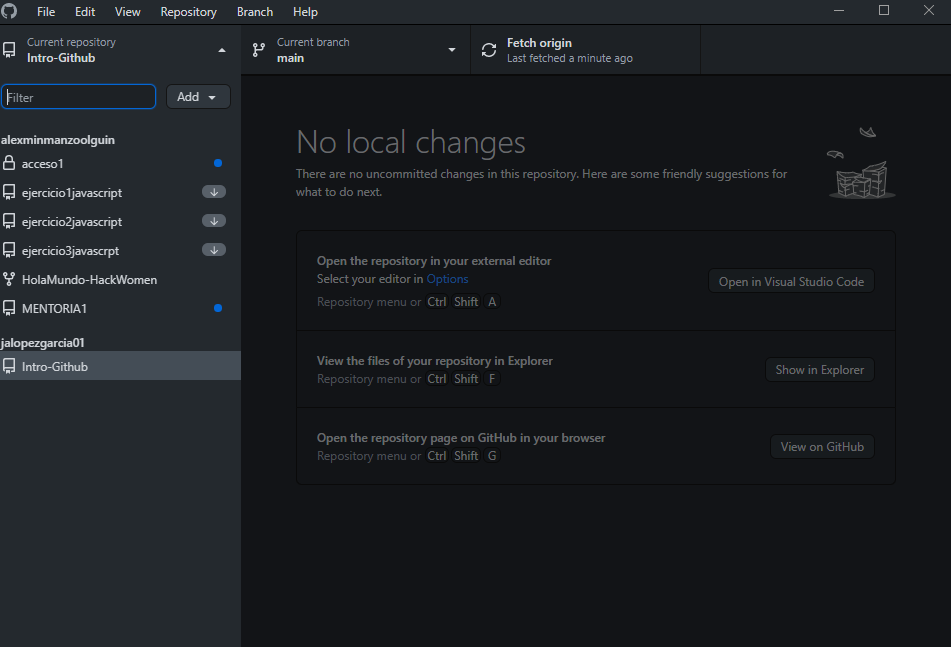 File Edit View Repository Branch Help
Current repository
Intro-Github
Current branch
main
Fetch origin
Last fetched a minute ago
Filter
Add
alexminmanzoolguin
acceso1
ejercicio1javascript
ejercicio2javascript
ejercicio3javascrpt
HolaMundo-HackWomen
MENTORIA1
jalopezgarcia01
Intro-Github
No local changes
There are no uncommitted changes in this repository. Here are some friendly suggestions for
what to do next.
Open the repository in your external editor
Select your editor in Options
Repository menu or Ctrl Shift A
Open in Visual Studio Code
View the files of your repository in Explorer
Repository menu or Ctrl Shift F
Show in Explorer
Open the repository page on GitHub in your browser
Repository menu or Ctrl Shift G
View on GitHub